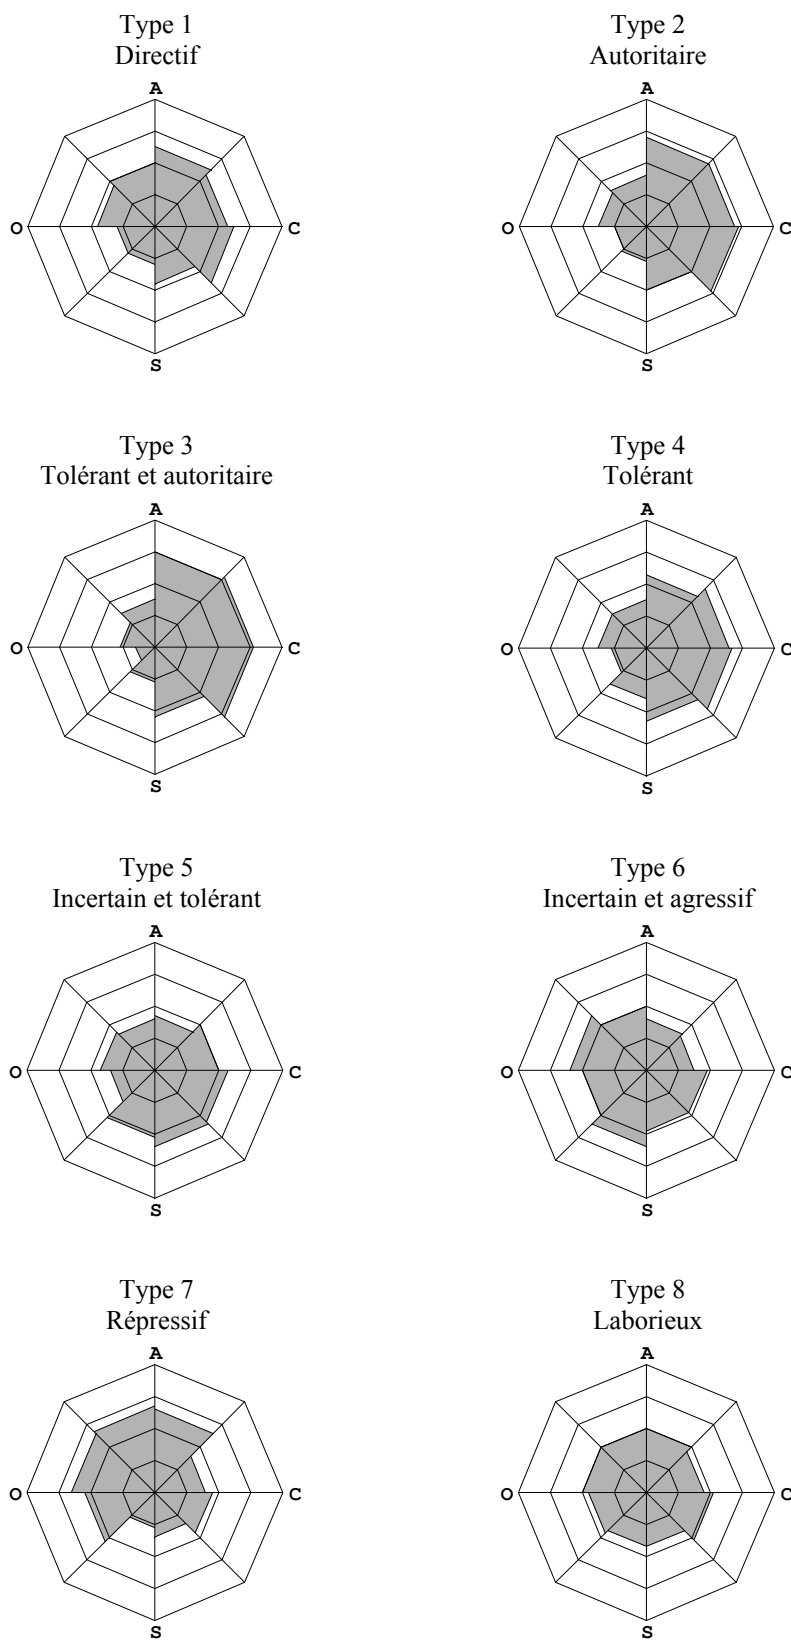 Type 1
Directif
A
O
C
S
Type 2
Autoritaire
A
O
C
S
Type 3
Tolérant et autoritaire
A
O
C
S
Type 4
Tolérant
A
O
C
S
Type 5
Incertain et tolérant
A
O
C
S
Type 6
Incertain et agressif
A
O
C
S
Type 7
Répressif
A
O
C
S
Type 8
Laborieux
A
O
C
S